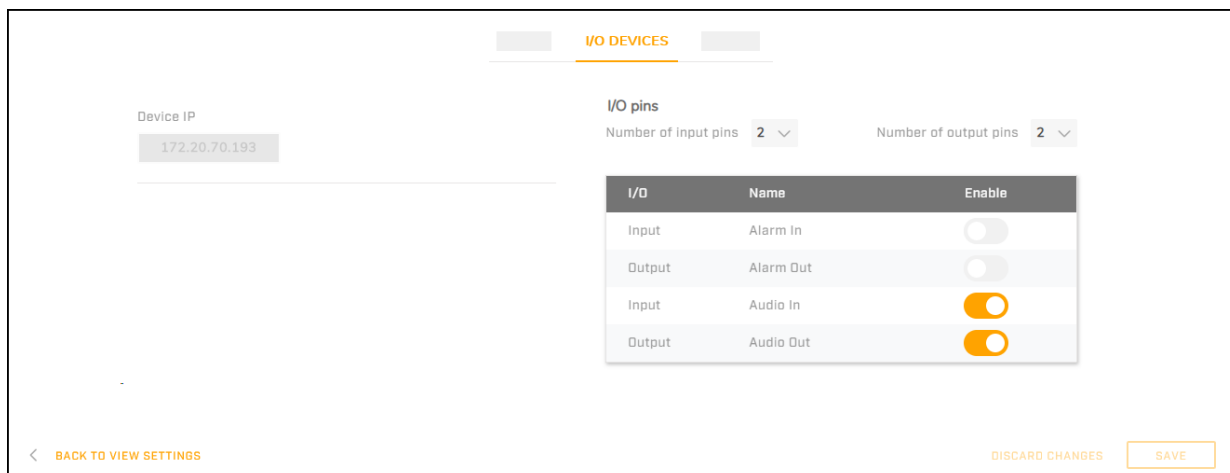 I/O DEVICES
Device IP
172.20.70.193
I/O pins
Number of input pins 2
Number of output pins 2
I/O Name Enable
Input Alarm In
Output Alarm Out
Input Audio In
Output Audio Out
-
< BACK TO VIEW SETTINGS
DISCARD CHANGES
SAVE